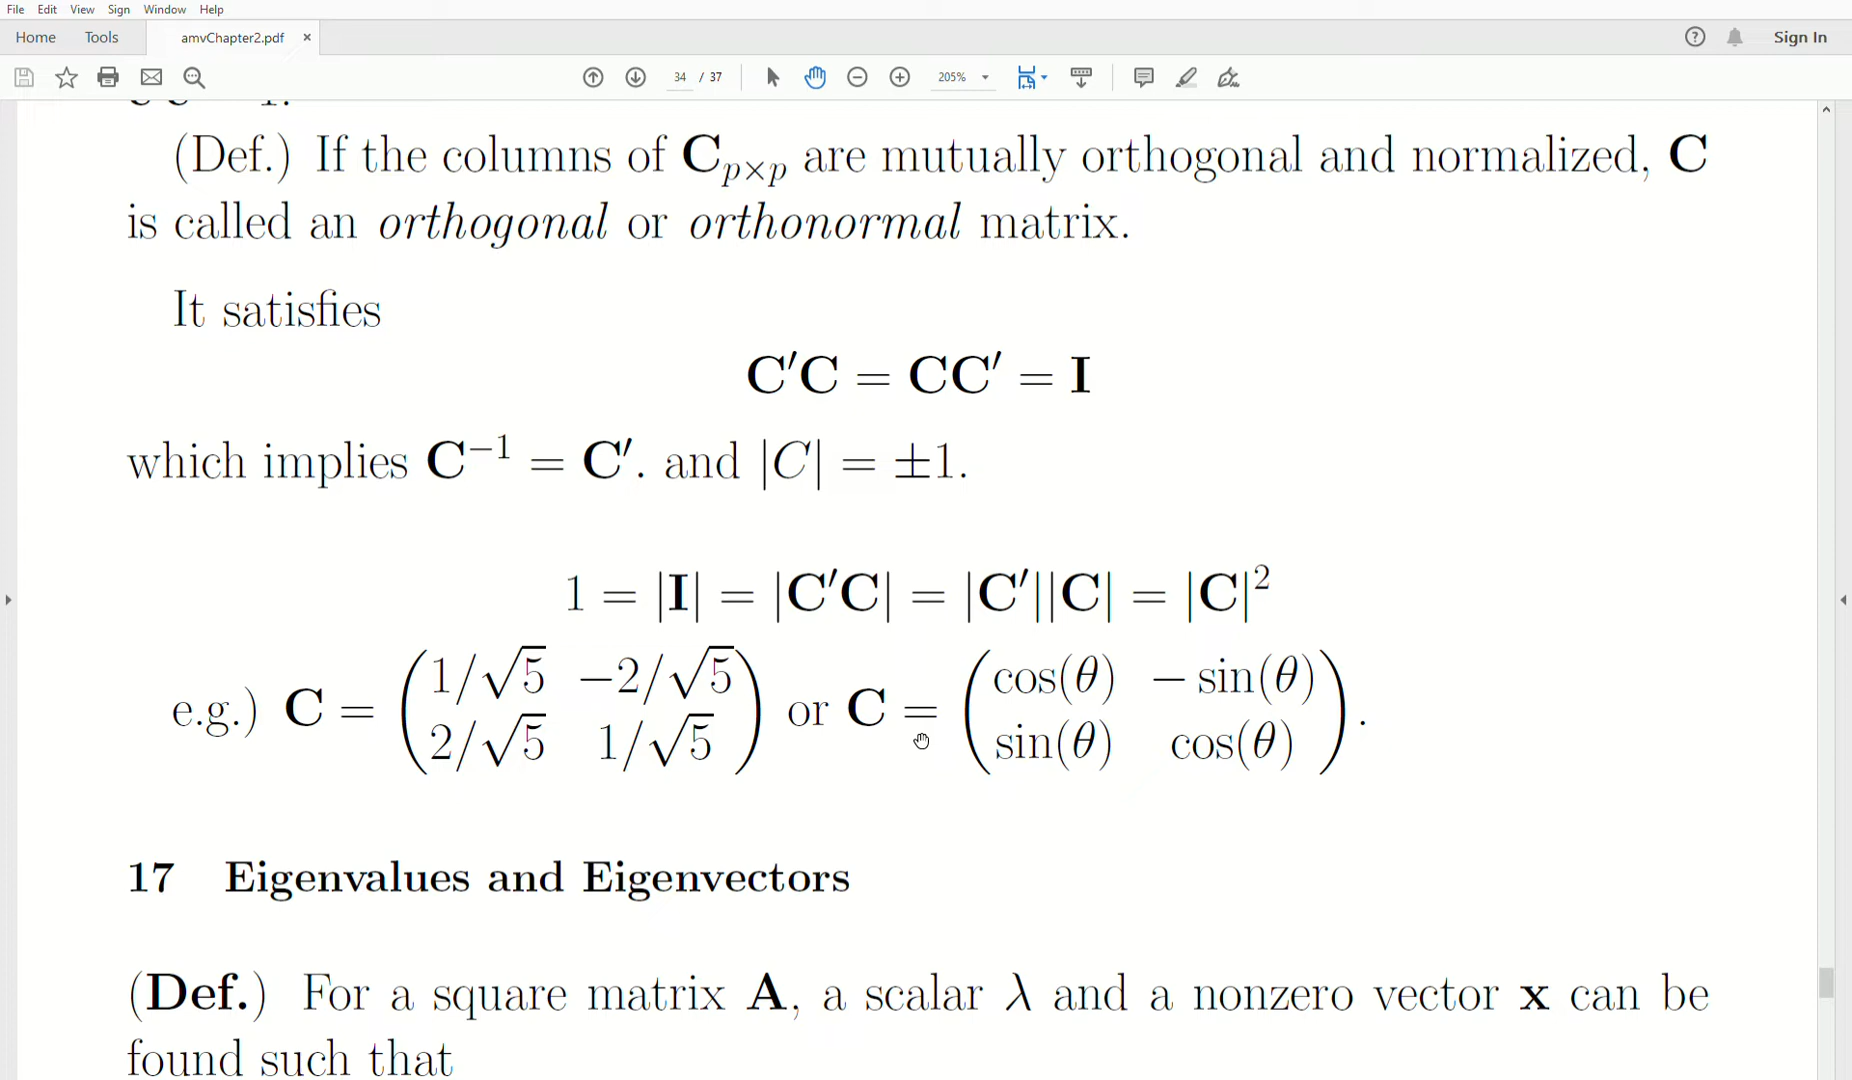 File Edit View Sign Window Help
Home Tools amvChapter2.pdf × ? Sign In
34 / 37 205%
(Def.) If the columns of C_{p×p} are mutually orthogonal and normalized, C
is called an orthogonal or orthonormal matrix.
It satisfies
C′C = CC′ = I
which implies C⁻¹ = C′. and |C| = ±1.
1 = |I| = |C′C| = |C′||C| = |C|²
e.g.) C = (1/√5 −2/√5; 2/√5 1/√5) or C = (cos(θ) − sin(θ); sin(θ) cos(θ)).
17 Eigenvalues and Eigenvectors
(Def.) For a square matrix A, a scalar λ and a nonzero vector x can be
found such that